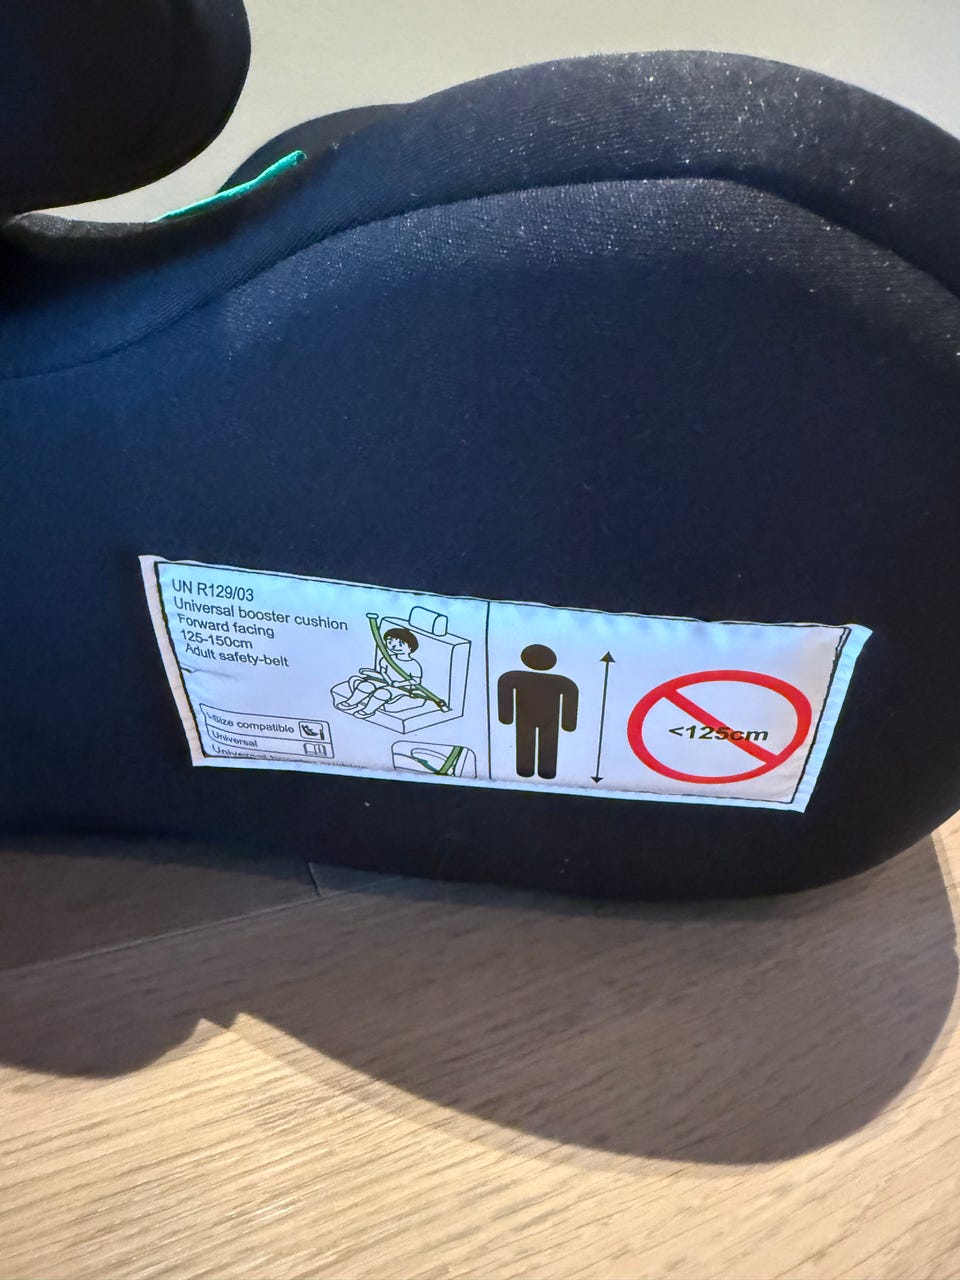 UN R129/03
Universal booster cushion
Forward facing
125-150cm
Adult safety-belt
i-Size compatible
Universal
<125cm